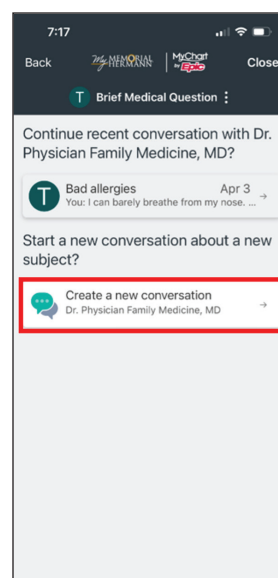 7:17
Back
My MEMORIAL HERMANN
MyChart by Epic
Close
T Brief Medical Question
Continue recent conversation with Dr.
Physician Family Medicine, MD?
T
Bad allergies Apr 3
You: I can barely breathe from my nose. ...
Start a new conversation about a new
subject?
Create a new conversation
Dr. Physician Family Medicine, MD